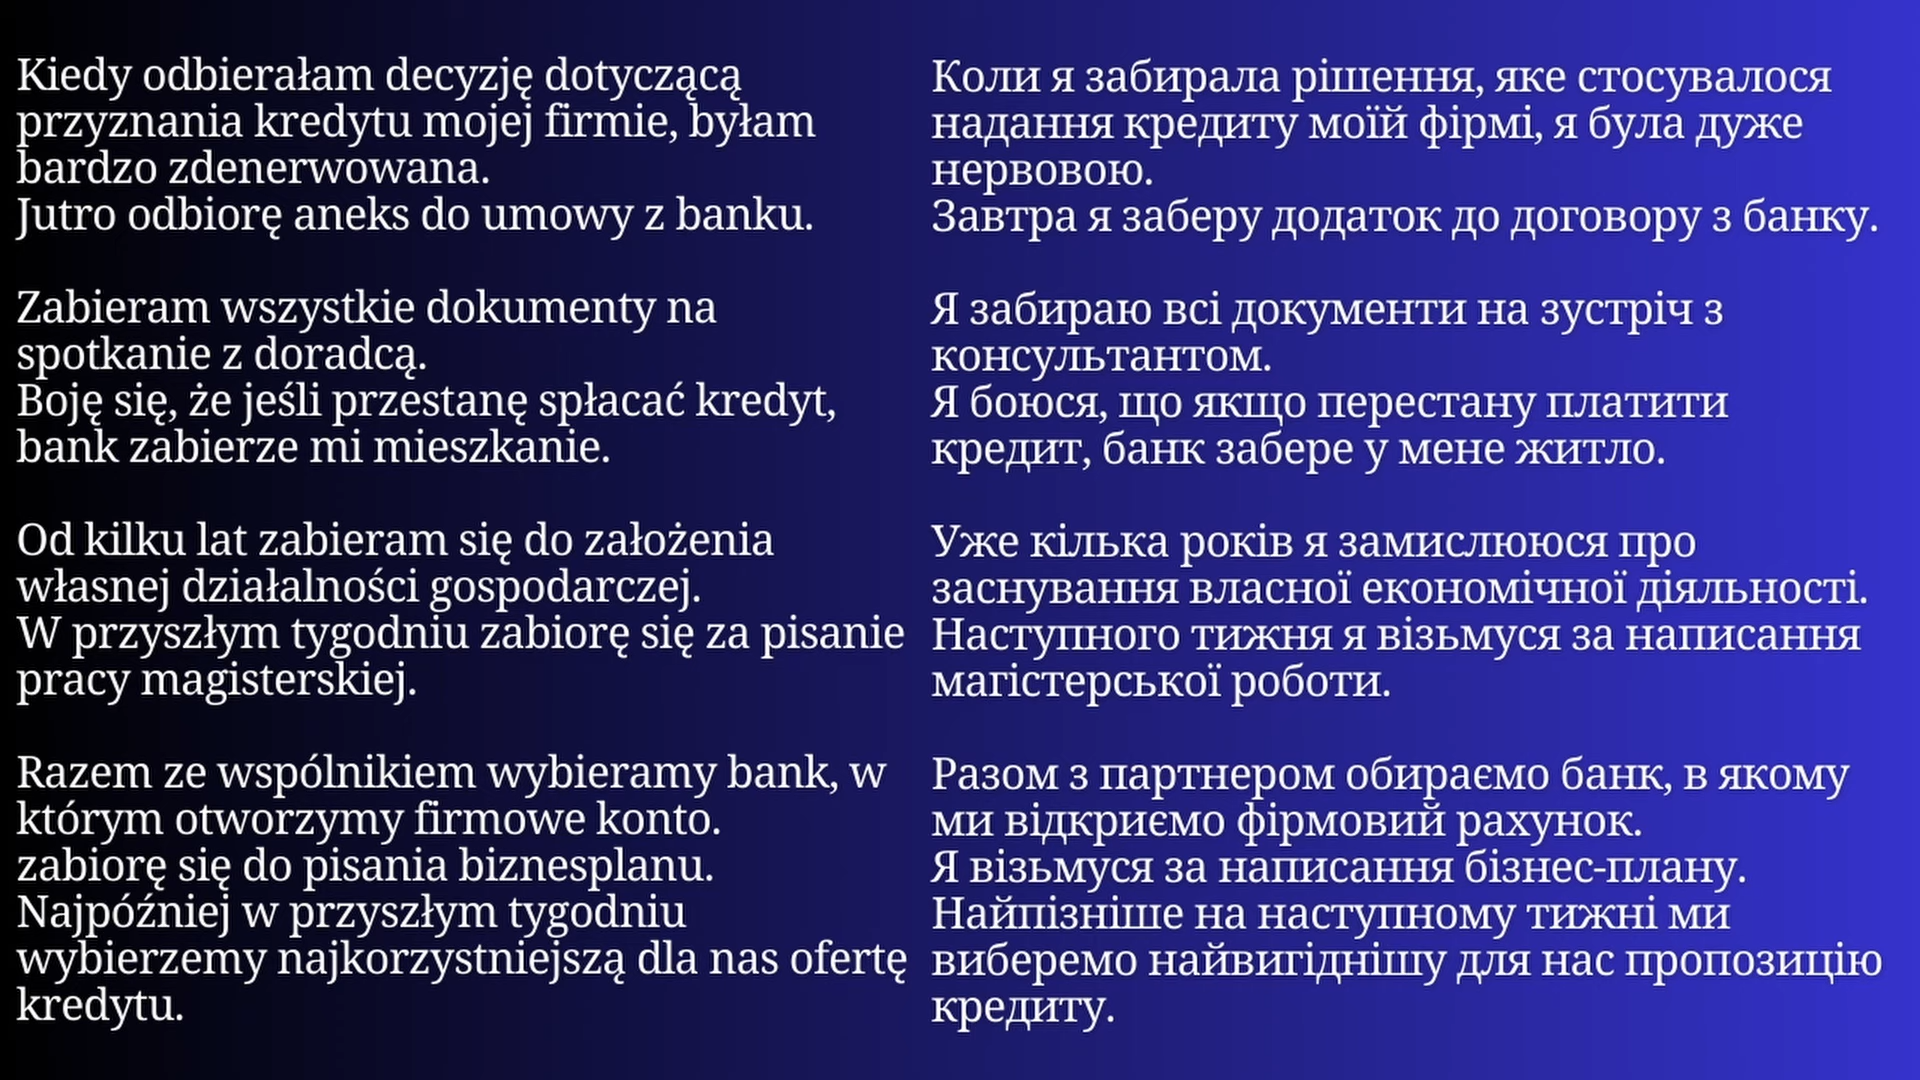 Kiedy odbierałam decyzję dotyczącą
przyznania kredytu mojej firmie, byłam
bardzo zdenerwowana.
Jutro odbiorę aneks do umowy z banku.
Zabieram wszystkie dokumenty na
spotkanie z doradcą.
Boję się, że jeśli przestanę spłacać kredyt,
bank zabierze mi mieszkanie.
Od kilku lat zabieram się do założenia
własnej działalności gospodarczej.
W przyszłym tygodniu zabiorę się za pisanie
pracy magisterskiej.
Razem ze wspólnikiem wybieramy bank, w
którym otworzymy firmowe konto.
zabiorę się do pisania biznesplanu.
Najpóźniej w przyszłym tygodniu
wybierzemy najkorzystniejszą dla nas ofertę
kredytu.
Коли я забирала рішення, яке стосувалося
надання кредиту моїй фірмі, я була дуже
нервовою.
Завтра я заберу додаток до договору з банку.
Я забираю всі документи на зустріч з
консультантом.
Я боюся, що якщо перестану платити
кредит, банк забере у мене житло.
Уже кілька років я замислююся про
заснування власної економічної діяльності.
Наступного тижня я візьмуся за написання
магістерської роботи.
Разом з партнером обираємо банк, в якому
ми відкриємо фірмовий рахунок.
Я візьмуся за написання бізнес-плану.
Найпізніше на наступному тижні ми
виберемо найвигіднішу для нас пропозицію
кредиту.